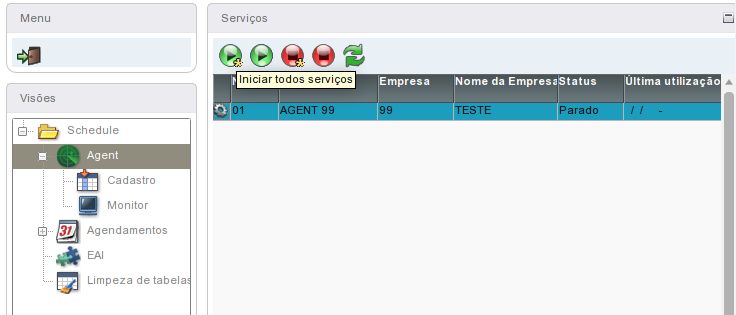 Menu
Visões
Schedule
Agent
Cadastro
Monitor
Agendamentos
31
EAI
Limpeza de tabelas
Serviços
Iniciar todos serviços
Empresa Nome da Empresa Status Última utilização
01 AGENT 99 99 TESTE Parado / / -